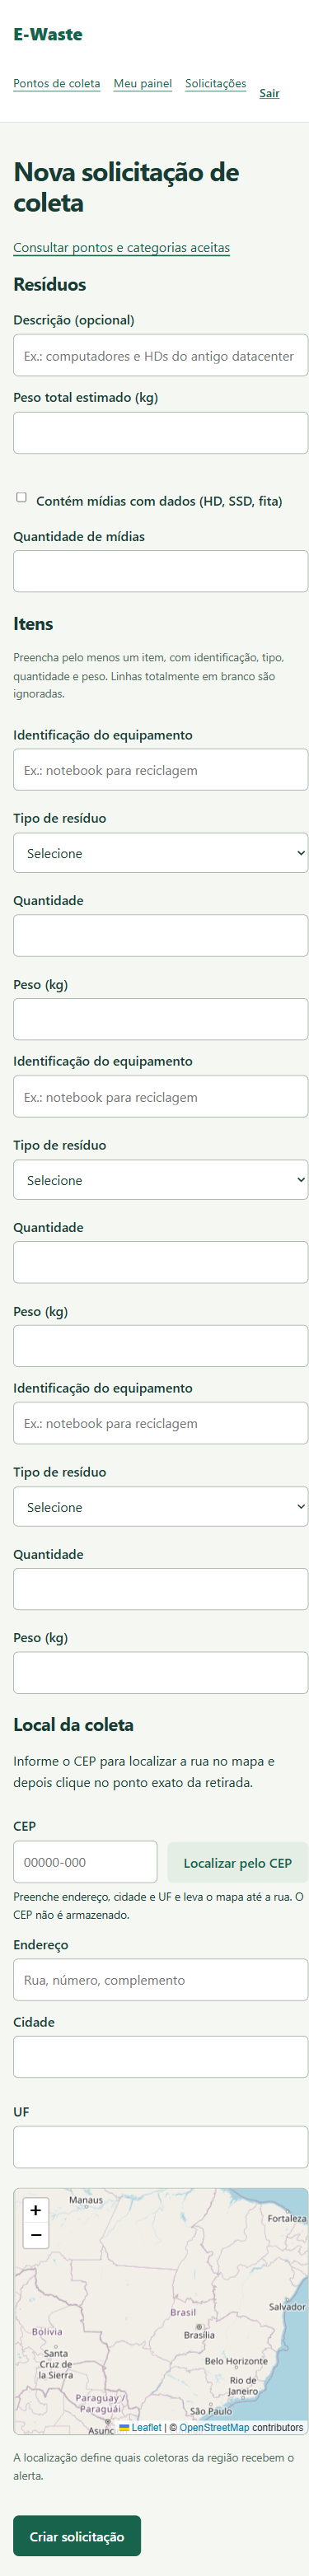 E-Waste
Pontos de coleta Meu painel Solicitações Sair
Nova solicitação de
coleta
Consultar pontos e categorias aceitas
Resíduos
Descrição (opcional)
Ex.: computadores e HDs do antigo datacenter
Peso total estimado (kg)
Contém mídias com dados (HD, SSD, fita)
Quantidade de mídias
Itens
Preencha pelo menos um item, com identificação, tipo,
quantidade e peso. Linhas totalmente em branco são
ignoradas.
Identificação do equipamento
Ex.: notebook para reciclagem
Tipo de resíduo
Selecione
Quantidade
Peso (kg)
Identificação do equipamento
Ex.: notebook para reciclagem
Tipo de resíduo
Selecione
Quantidade
Peso (kg)
Identificação do equipamento
Ex.: notebook para reciclagem
Tipo de resíduo
Selecione
Quantidade
Peso (kg)
Local da coleta
Informe o CEP para localizar a rua no mapa e
depois clique no ponto exato da retirada.
CEP
00000-000 Localizar pelo CEP
Preenche endereço, cidade e UF e leva o mapa até a rua. O
CEP não é armazenado.
Endereço
Rua, número, complemento
Cidade
UF
+
−
Manaus
Fortaleza
Salvador
Brasil
Brasília
Bolivia
Santa
Cruz de
la Sierra
Belo Horizonte
Rio de
Janeiro
Paraguay /
Paraguái
São Paulo
Asunc
Leaflet | © OpenStreetMap contributors
A localização define quais coletoras da região recebem o
alerta.
Criar solicitação